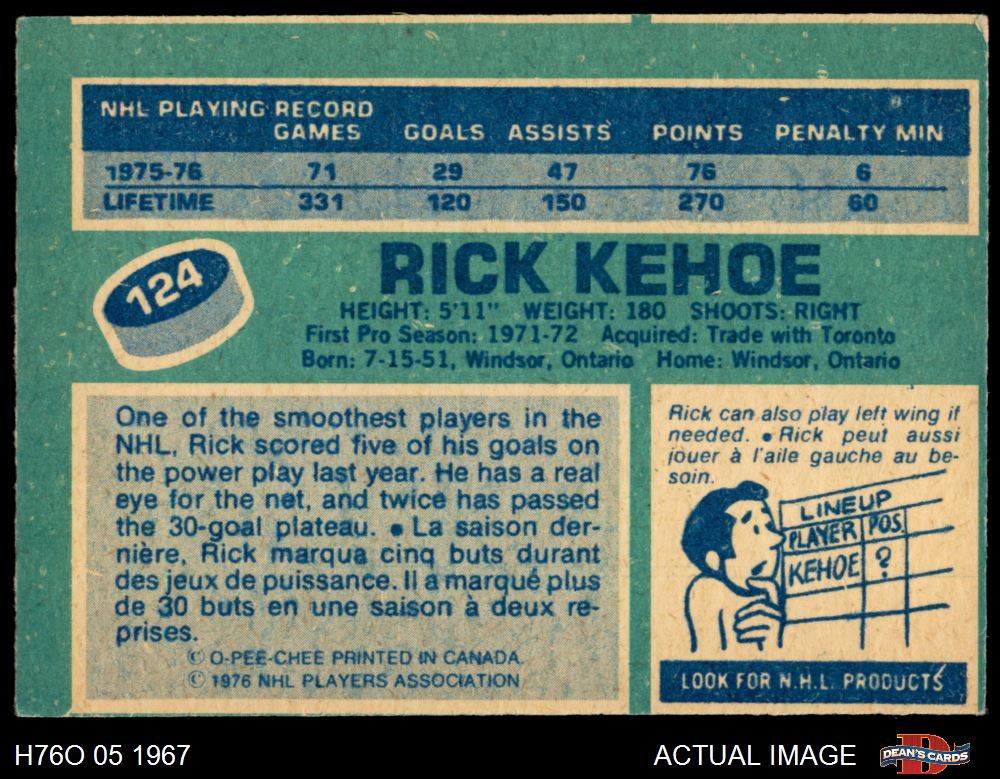 NHL PLAYING RECORD
GAMES GOALS ASSISTS POINTS PENALTY MIN
1975-76 71 29 47 76 6
LIFETIME 331 120 150 270 60
124
RICK KEHOE
HEIGHT: 5'11" WEIGHT: 180 SHOOTS: RIGHT
First Pro Season: 1971-72 Acquired: Trade with Toronto
Born: 7-15-51, Windsor, Ontario Home: Windsor, Ontario
One of the smoothest players in the
NHL, Rick scored five of his goals on
the power play last year. He has a real
eye for the net, and twice has passed
the 30-goal plateau. ● La saison der-
nière, Rick marqua cinq buts durant
des jeux de puissance. Il a marqué plus
de 30 buts en une saison à deux re-
prises.
© O-PEE-CHEE PRINTED IN CANADA.
© 1976 NHL PLAYERS ASSOCIATION
Rick can also play left wing if
needed. ● Rick peut aussi
jouer à l'aile gauche au be-
soin.
LINEUP
PLAYER POS.
KEHOE ?
LOOK FOR N.H.L. PRODUCTS
H76O 05 1967
ACTUAL IMAGE
D
DEAN'S CARDS